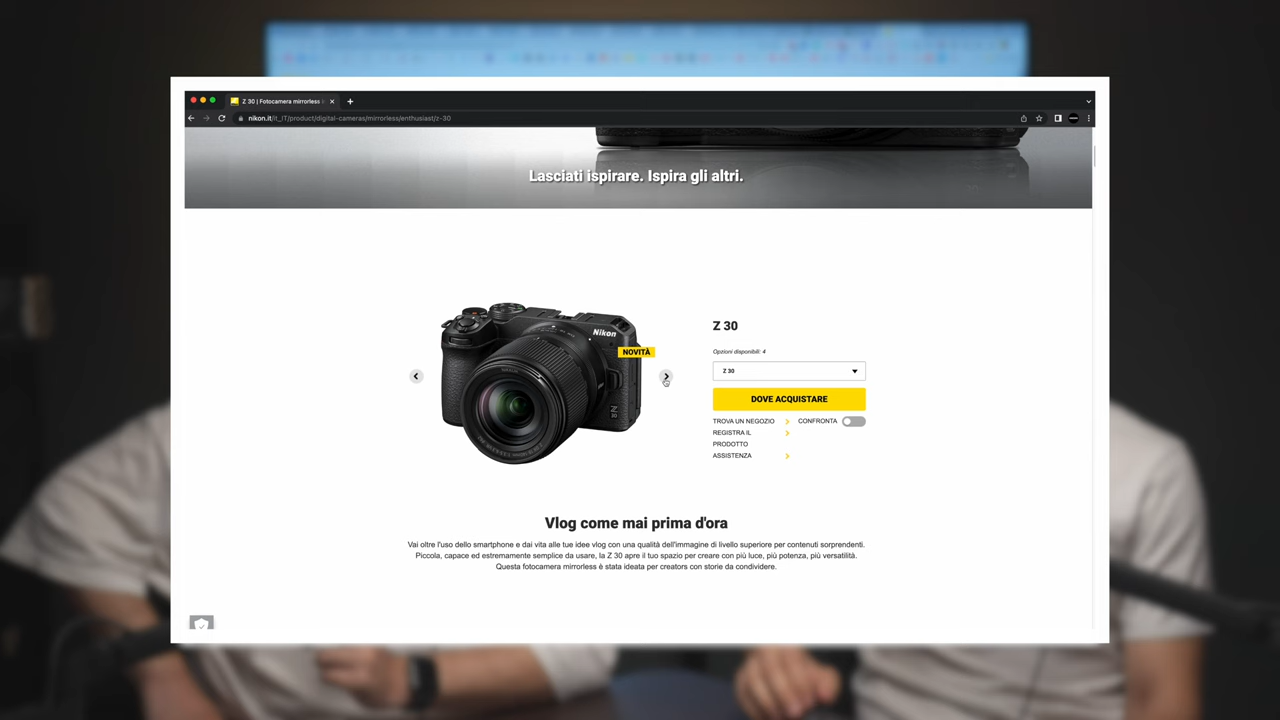 Z 30 | Fotocamera mirrorless
nikon.it/it_IT/product/digital-cameras/mirrorless/enthusiast/z-30
Lasciati ispirare. Ispira gli altri.
Nikon
NOVITÀ
Z
30
Z 30
Opzioni disponibili: 4
Z 30
DOVE ACQUISTARE
TROVA UN NEGOZIO
CONFRONTA
REGISTRA IL
PRODOTTO
ASSISTENZA
Vlog come mai prima d'ora
Vai oltre l'uso dello smartphone e dai vita alle tue idee vlog con una qualità dell'immagine di livello superiore per contenuti sorprendenti.
Piccola, capace ed estremamente semplice da usare, la Z 30 apre il tuo spazio per creare con più luce, più potenza, più versatilità.
Questa fotocamera mirrorless è stata ideata per creators con storie da condividere.